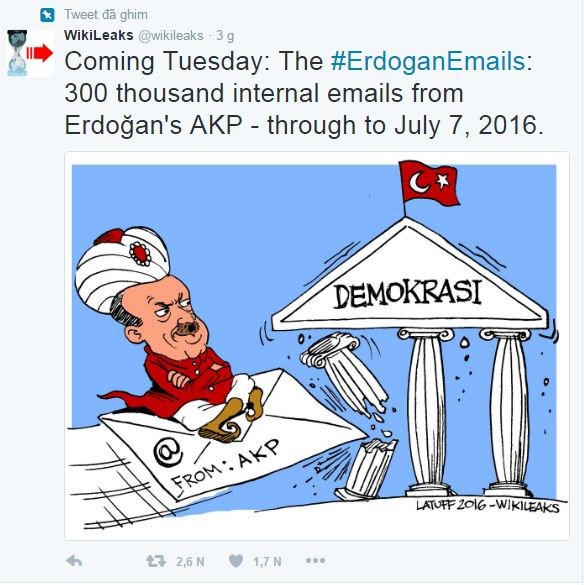 Tweet đã ghim
WikiLeaks @wikileaks · 3 g
Coming Tuesday: The #ErdoganEmails:
300 thousand internal emails from
Erdoğan's AKP - through to July 7, 2016.
DEMOKRASI
@
FROM: AKP
LATUFF 2016 - WIKILEAKS
2,6 N 1,7 N